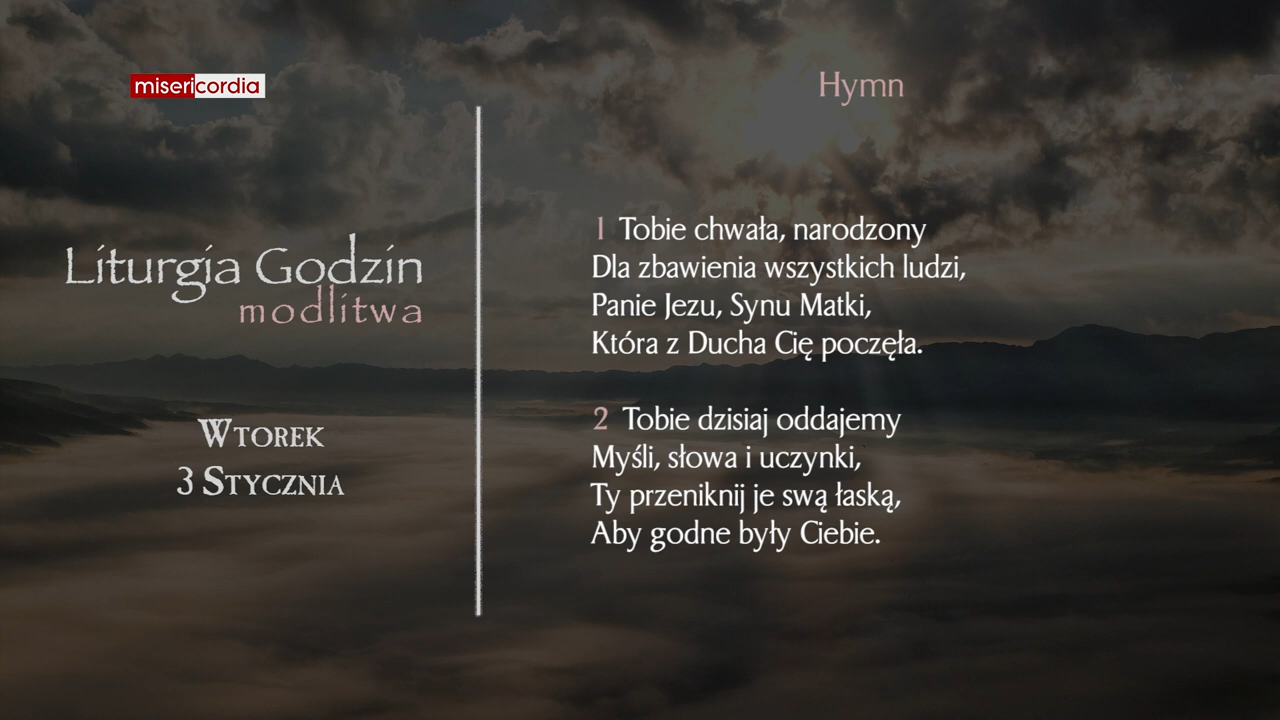 misericordia
Liturgia Godzin
modlitwa
Wtorek
3 Stycznia
Hymn
1 Tobie chwała, narodzony
Dla zbawienia wszystkich ludzi,
Panie Jezu, Synu Matki,
Która z Ducha Cię poczęła.
2 Tobie dzisiaj oddajemy
Myśli, słowa i uczynki,
Ty przeniknij je swą łaską,
Aby godne były Ciebie.